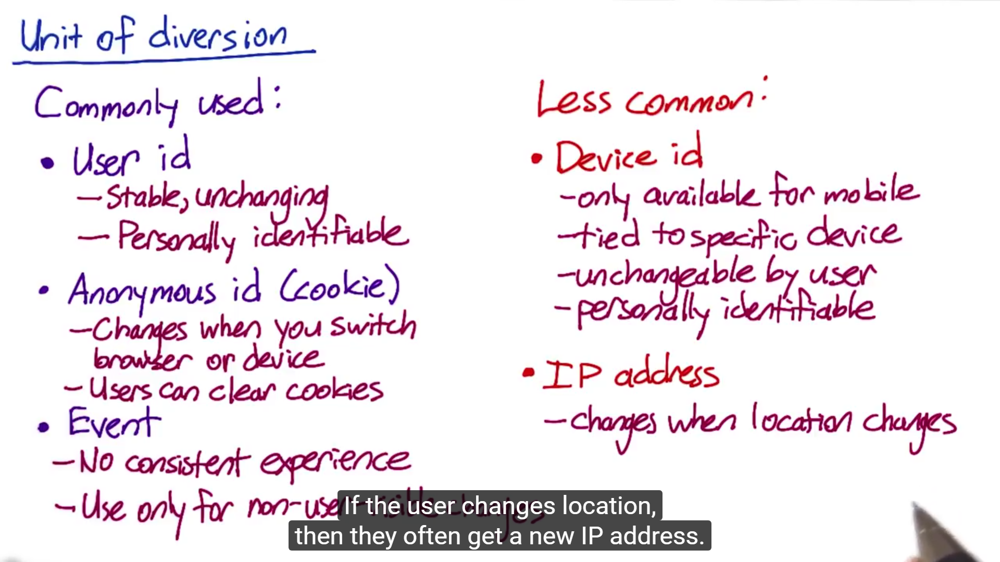 Unit of diversion
Commonly used:
• User id
— Stable, unchanging
— Personally identifiable
• Anonymous id (cookie)
— Changes when you switch
browser or device
– Users can clear cookies
• Event
— No consistent experience
– Use only for non-user visible changes
Less common:
• Device id
- only available for mobile
- tied to specific device
- unchangeable by user
- personally identifiable
• IP address
– changes when location changes
If the user changes location,
then they often get a new IP address.